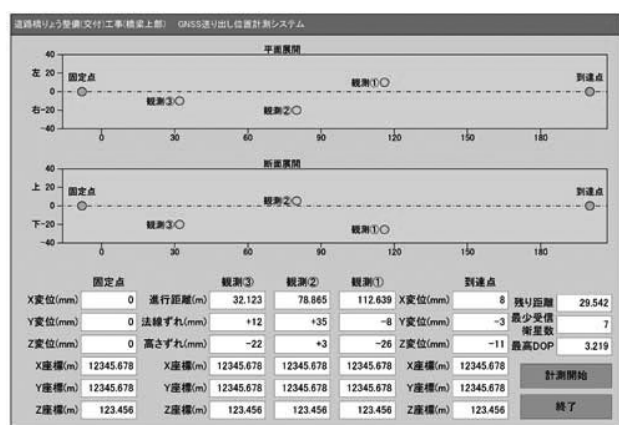 道路橋りょう整備(交付)工事(橋梁上部) GNSS送り出し位置計測システム
平面展開
40
左 20
0
右-20
-40
固定点
観測③
観測②
観測①
到達点
0 30 60 90 120 150 180
断面展開
40
上 20
0
下-20
-40
固定点
観測③
観測②
観測①
到達点
0 30 60 90 120 150 180
固定点 観測③ 観測② 観測① 到達点
X変位(mm) 0 進行距離(m) 32.123 78.865 112.639 X変位(mm) 8 残り距離 29.542
Y変位(mm) 0 法線ずれ(m) +12 +35 -8 Y変位(mm) -3 最少受信衛星数 7
Z変位(mm) 0 高さずれ(m) -22 +3 -26 Z変位(mm) -11 最高DOP 3.219
X座標(m) 12345.678 X座標(m) 12345.678 12345.678 12345.678 X座標(m) 12345.678
Y座標(m) 12345.678 Y座標(m) 12345.678 12345.678 12345.678 Y座標(m) 12345.678
Z座標(m) 123.456 Z座標(m) 123.456 123.456 123.456 Z座標(m) 123.456
計測開始
終了